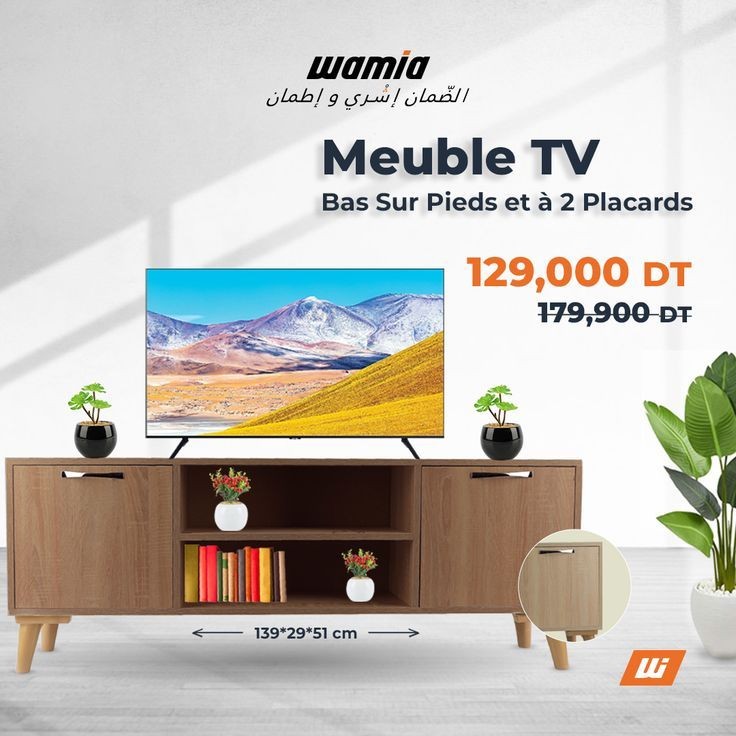 wamia
الضّمان إشْري و إطمان
Meuble TV
Bas Sur Pieds et à 2 Placards
129,000 DT
179,900 DT
139*29*51 cm
Wi